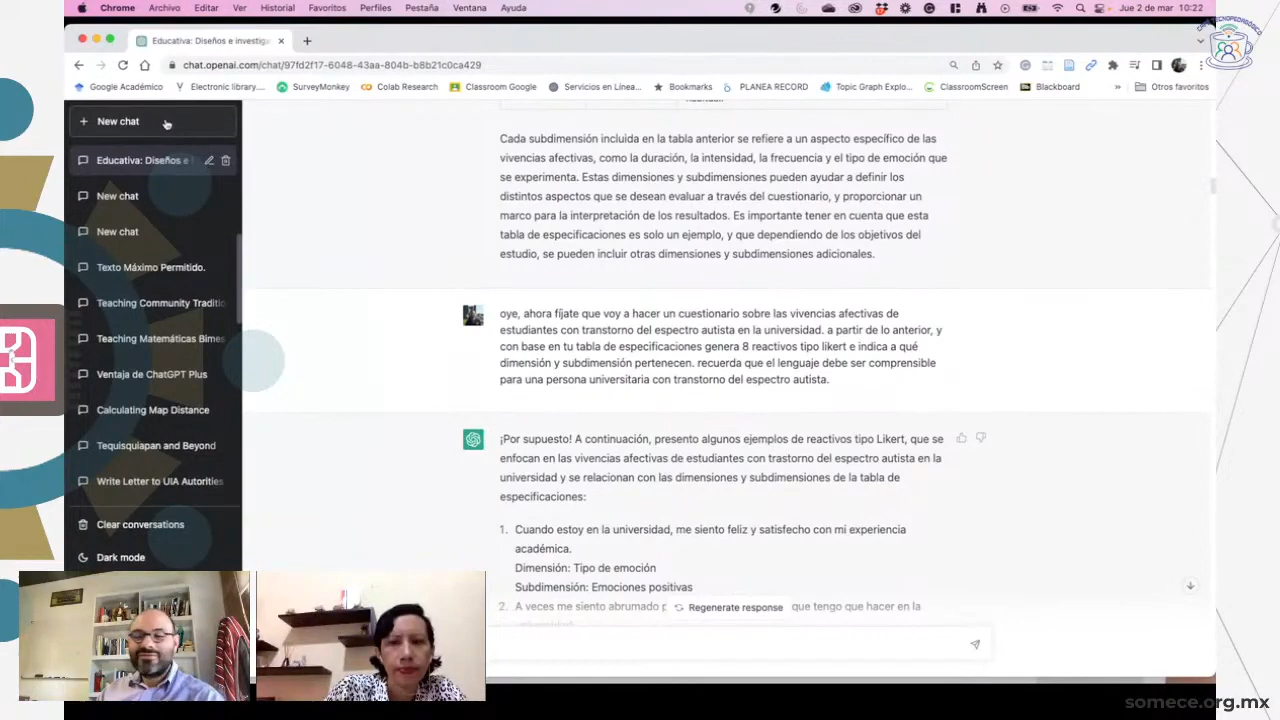 Chrome Archivo Editar Ver Historial Favoritos Perfiles Pestaña Ventana Ayuda
Jue 2 de mar 10:22
CAFÉ TECNOPEDAGÓGICO
Educativa: Diseños e investiga
chat.openai.com/chat/97fd2f17-6048-43aa-804b-b8b21c0ca429
Google Académico Electronic library.... SurveyMonkey Colab Research Classroom Google Servicios en Línea... Bookmarks PLANEA RECORD Topic Graph Explo... ClassroomScreen Blackboard » Otros favoritos
+ New chat
Educativa: Diseños e i
New chat
New chat
Texto Máximo Permitido.
Teaching Community Traditio
Teaching Matemáticas Bimes
Ventaja de ChatGPT Plus
Calculating Map Distance
Tequisquiapan and Beyond
Write Letter to UIA Autorities
Clear conversations
Dark mode
Cada subdimensión incluida en la tabla anterior se refiere a un aspecto específico de las
vivencias afectivas, como la duración, la intensidad, la frecuencia y el tipo de emoción que
se experimenta. Estas dimensiones y subdimensiones pueden ayudar a definir los
distintos aspectos que se desean evaluar a través del cuestionario, y proporcionar un
marco para la interpretación de los resultados. Es importante tener en cuenta que esta
tabla de especificaciones es solo un ejemplo, y que dependiendo de los objetivos del
estudio, se pueden incluir otras dimensiones y subdimensiones adicionales.
oye, ahora fíjate que voy a hacer un cuestionario sobre las vivencias afectivas de
estudiantes con transtorno del espectro autista en la universidad. a partir de lo anterior, y
con base en tu tabla de especificaciones genera 8 reactivos tipo likert e indica a qué
dimensión y subdimensión pertenecen. recuerda que el lenguaje debe ser comprensible
para una persona universitaria con transtorno del espectro autista.
¡Por supuesto! A continuación, presento algunos ejemplos de reactivos tipo Likert, que se
enfocan en las vivencias afectivas de estudiantes con trastorno del espectro autista en la
universidad y se relacionan con las dimensiones y subdimensiones de la tabla de
especificaciones:
1. Cuando estoy en la universidad, me siento feliz y satisfecho con mi experiencia
académica.
Dimensión: Tipo de emoción
Subdimensión: Emociones positivas
2. A veces me siento abrumado p
Regenerate response
que tengo que hacer en la
somece.org.mx